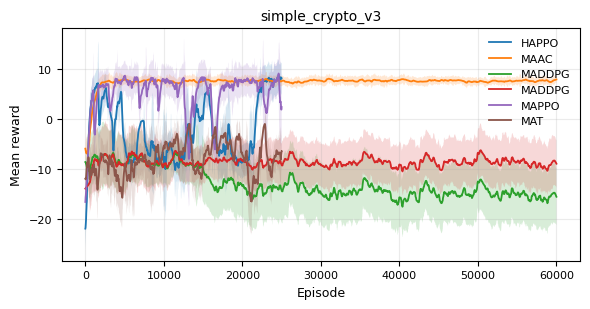 simple_crypto_v3
HAPPO
MAAC
MADDPG
MADDPG
MAPPO
MAT
Mean reward
10
0
−10
−20
0
10000
20000
30000
40000
50000
60000
Episode